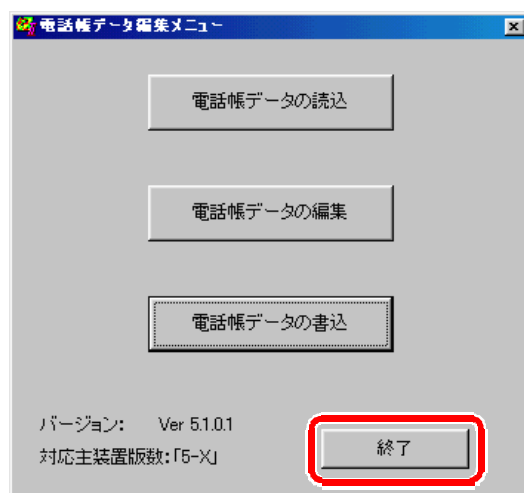 電話帳データ編集メニュー
電話帳データの読込
電話帳データの編集
電話帳データの書込
バージョン: Ver 5.1.0.1
対応主装置版数:「5-X」
終了